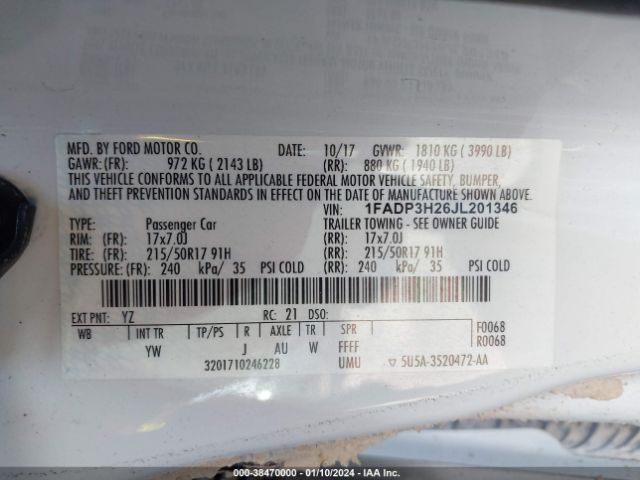 MFD. BY FORD MOTOR CO. DATE: 10/17 GVWR: 1810 KG ( 3990 LB)
GAWR: (FR): 972 KG ( 2143 LB) (RR): 880 KG ( 1940 LB)
THIS VEHICLE CONFORMS TO ALL APPLICABLE FEDERAL MOTOR VEHICLE SAFETY, BUMPER,
AND THEFT PREVENTION STANDARDS IN EFFECT ON THE DATE OF MANUFACTURE SHOWN ABOVE.
VIN: 1FADP3H26JL201346
TYPE: Passenger Car TRAILER TOWING - SEE OWNER GUIDE
RIM: (FR): 17x7.0J (RR): 17x7.0J
TIRE: (FR): 215/50R17 91H (RR): 215/50R17 91H
PRESSURE: (FR): 240 kPa/ 35 PSI COLD (RR): 240 kPa/ 35 PSI COLD
EXT PNT: YZ RC: 21 DSO:
WB INT TR TP/PS R AXLE TR SPR F0068
YW J AU W FFFF R0068
3201710246228 UMU ▽ 5U5A-3520472-AA
000-38470000 - 01/10/2024 - IAA Inc.